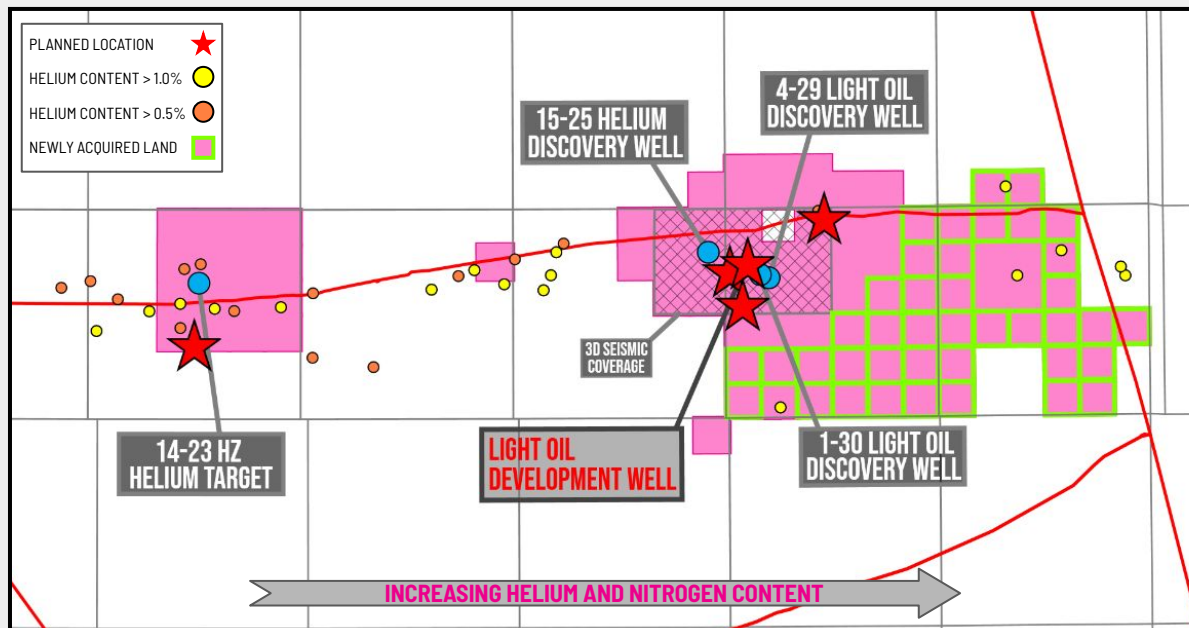 PLANNED LOCATION
HELIUM CONTENT > 1.0%
HELIUM CONTENT > 0.5%
NEWLY ACQUIRED LAND
4-29 LIGHT OIL
DISCOVERY WELL
15-25 HELIUM
DISCOVERY WELL
3D SEISMIC
COVERAGE
14-23 HZ
HELIUM TARGET
LIGHT OIL
DEVELOPMENT WELL
1-30 LIGHT OIL
DISCOVERY WELL
INCREASING HELIUM AND NITROGEN CONTENT